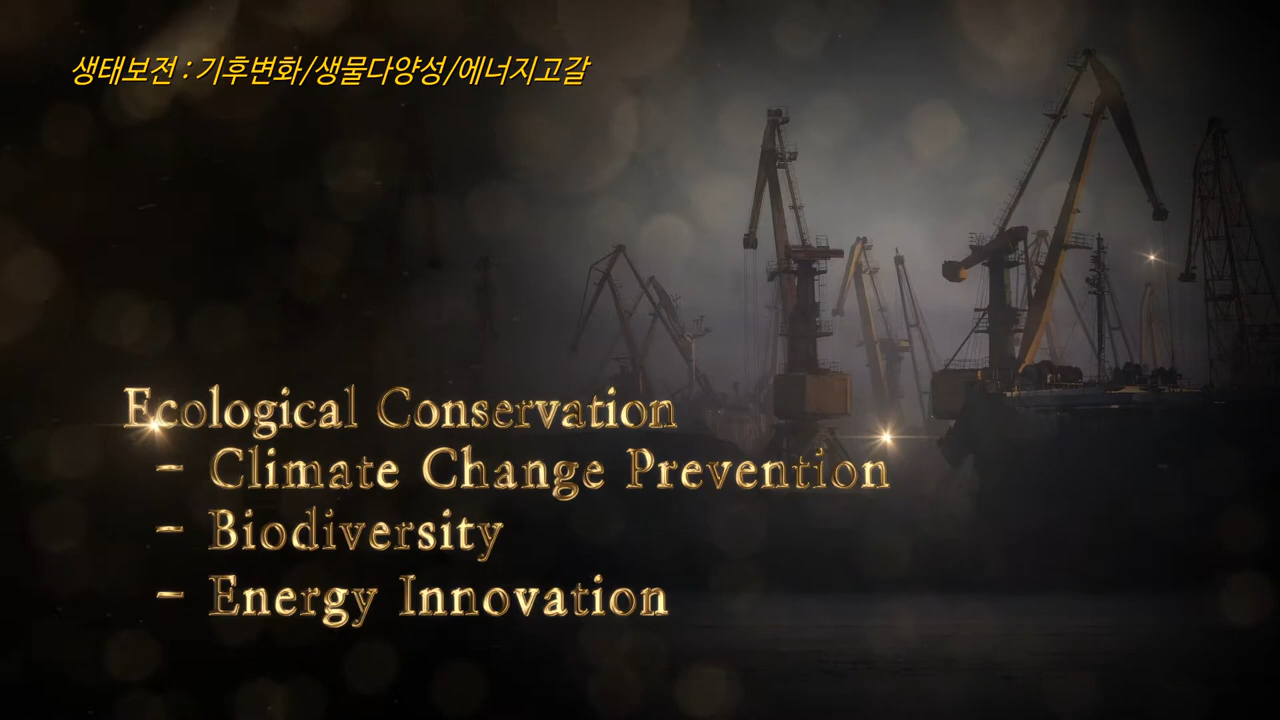 생태보전 : 기후변화/생물다양성/에너지고갈
Ecological Conservation
- Climate Change Prevention
- Biodiversity
- Energy Innovation